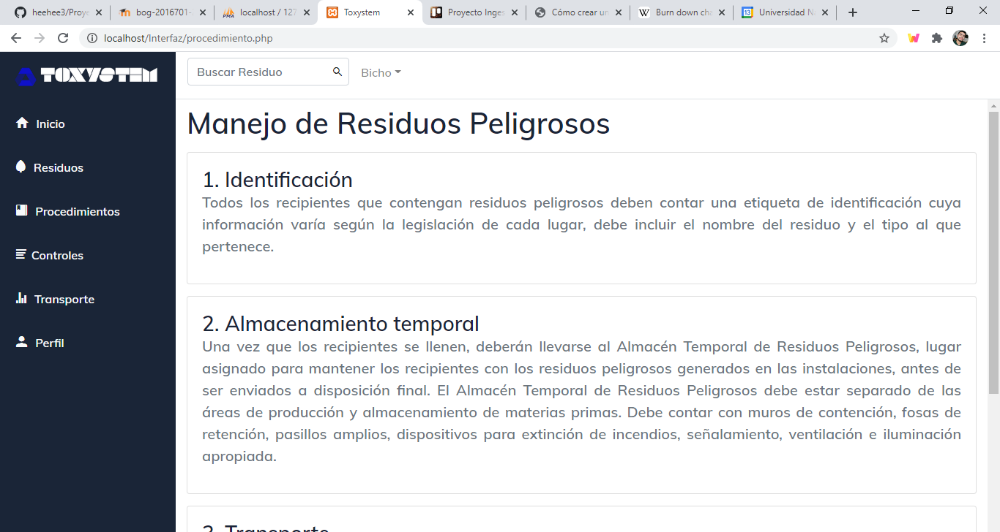 heehee3/Proye
bog-2016701-
localhost / 127
Toxystem
Proyecto Inges
Cómo crear un
Burn down cha
Universidad N
localhost/Interfaz/procedimiento.php
TOXYSTEM
Buscar Residuo
Bicho
Inicio
Residuos
Procedimientos
Controles
Transporte
Perfil
Manejo de Residuos Peligrosos
1. Identificación
Todos los recipientes que contengan residuos peligrosos deben contar una etiqueta de identificación cuya
información varía según la legislación de cada lugar, debe incluir el nombre del residuo y el tipo al que
pertenece.
2. Almacenamiento temporal
Una vez que los recipientes se llenen, deberán llevarse al Almacén Temporal de Residuos Peligrosos, lugar
asignado para mantener los recipientes con los residuos peligrosos generados en las instalaciones, antes de
ser enviados a disposición final. El Almacén Temporal de Residuos Peligrosos debe estar separado de las
áreas de producción y almacenamiento de materias primas. Debe contar con muros de contención, fosas de
retención, pasillos amplios, dispositivos para extinción de incendios, señalamiento, ventilación e iluminación
apropiada.
3. Transporte